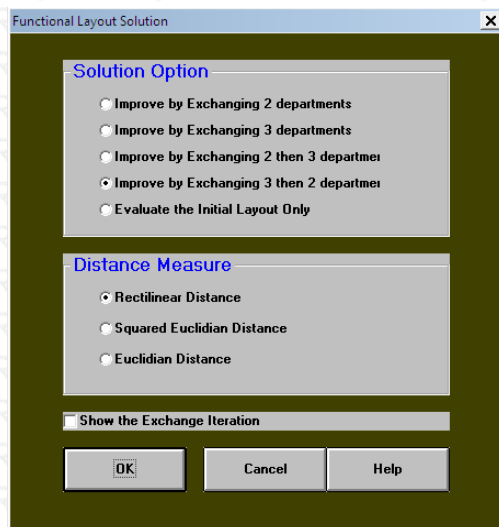 Functional Layout Solution
Solution Option
Improve by Exchanging 2 departments
Improve by Exchanging 3 departments
Improve by Exchanging 2 then 3 departmer
Improve by Exchanging 3 then 2 departmer
Evaluate the Initial Layout Only
Distance Measure
Rectilinear Distance
Squared Euclidian Distance
Euclidian Distance
Show the Exchange Iteration
OK Cancel Help